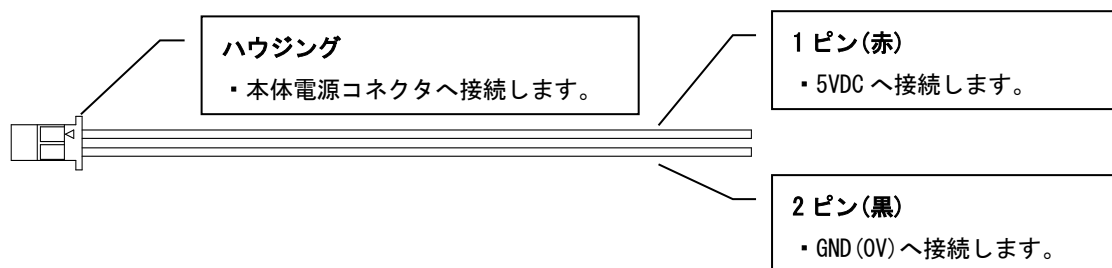 ハウジング
・本体電源コネクタへ接続します。
1 ピン(赤)
・5VDC へ接続します。
2 ピン(黒)
・GND(0V)へ接続します。